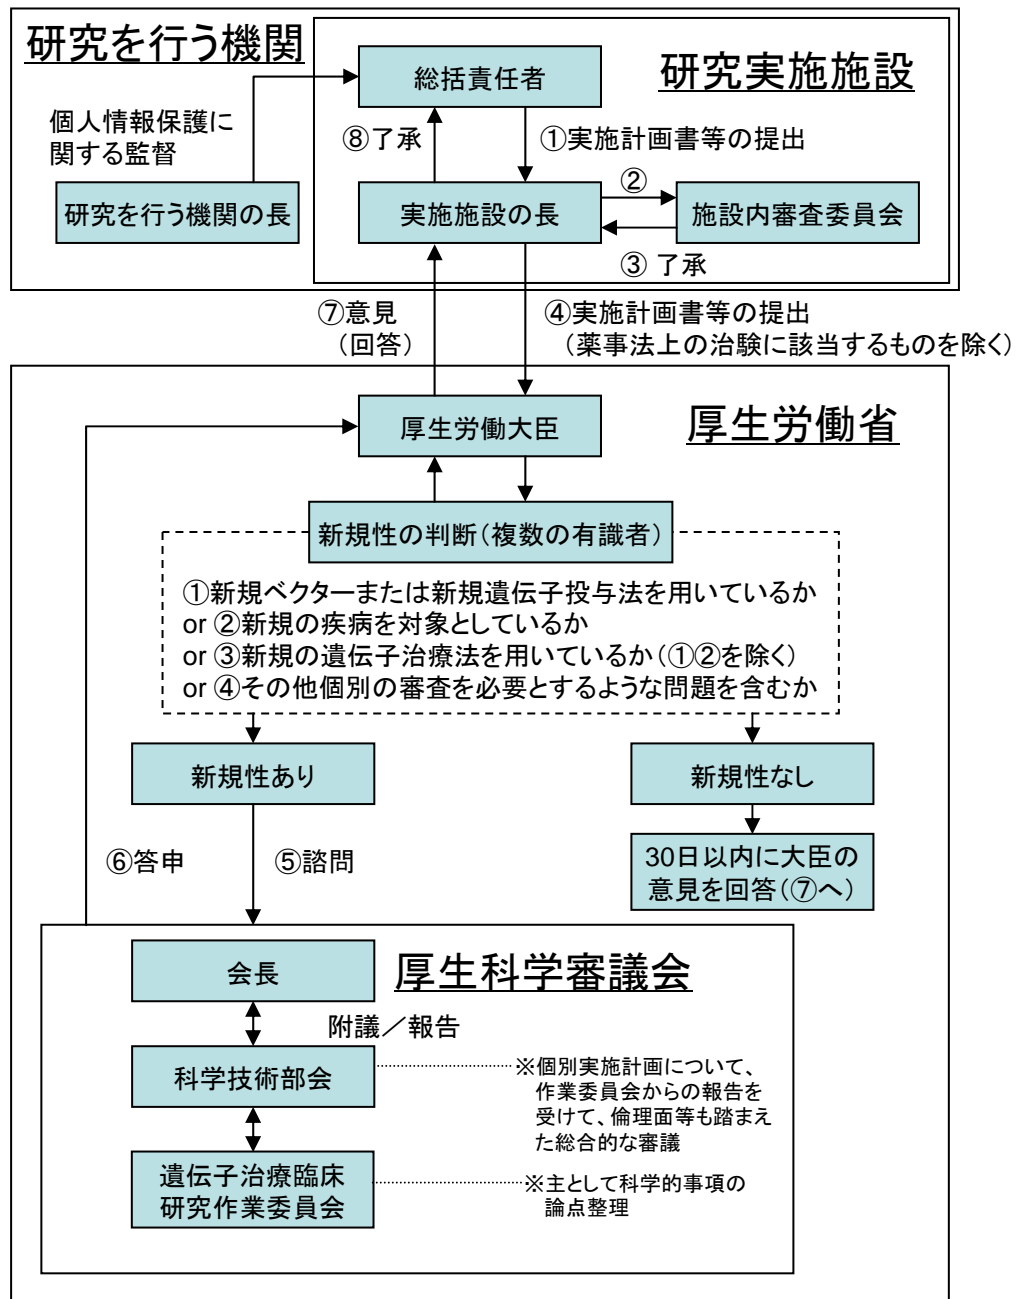 研究を行う機関
研究実施施設
総括責任者
個人情報保護に
関する監督
⑧了承
①実施計画書等の提出
研究を行う機関の長
実施施設の長
②
施設内審査委員会
③ 了承
⑦意見
（回答）
④実施計画書等の提出
（薬事法上の治験に該当するものを除く）
厚生労働省
厚生労働大臣
新規性の判断（複数の有識者）
①新規ベクターまたは新規遺伝子投与法を用いているか
or ②新規の疾病を対象としているか
or ③新規の遺伝子治療法を用いているか（①②を除く）
or ④その他個別の審査を必要とするような問題を含むか
新規性あり
新規性なし
⑥答申
⑤諮問
30日以内に大臣の
意見を回答（⑦へ）
厚生科学審議会
会長
附議／報告
科学技術部会
※個別実施計画について、
作業委員会からの報告を
受けて、倫理面等も踏まえ
た総合的な審議
遺伝子治療臨床
研究作業委員会
※主として科学的事項の
論点整理